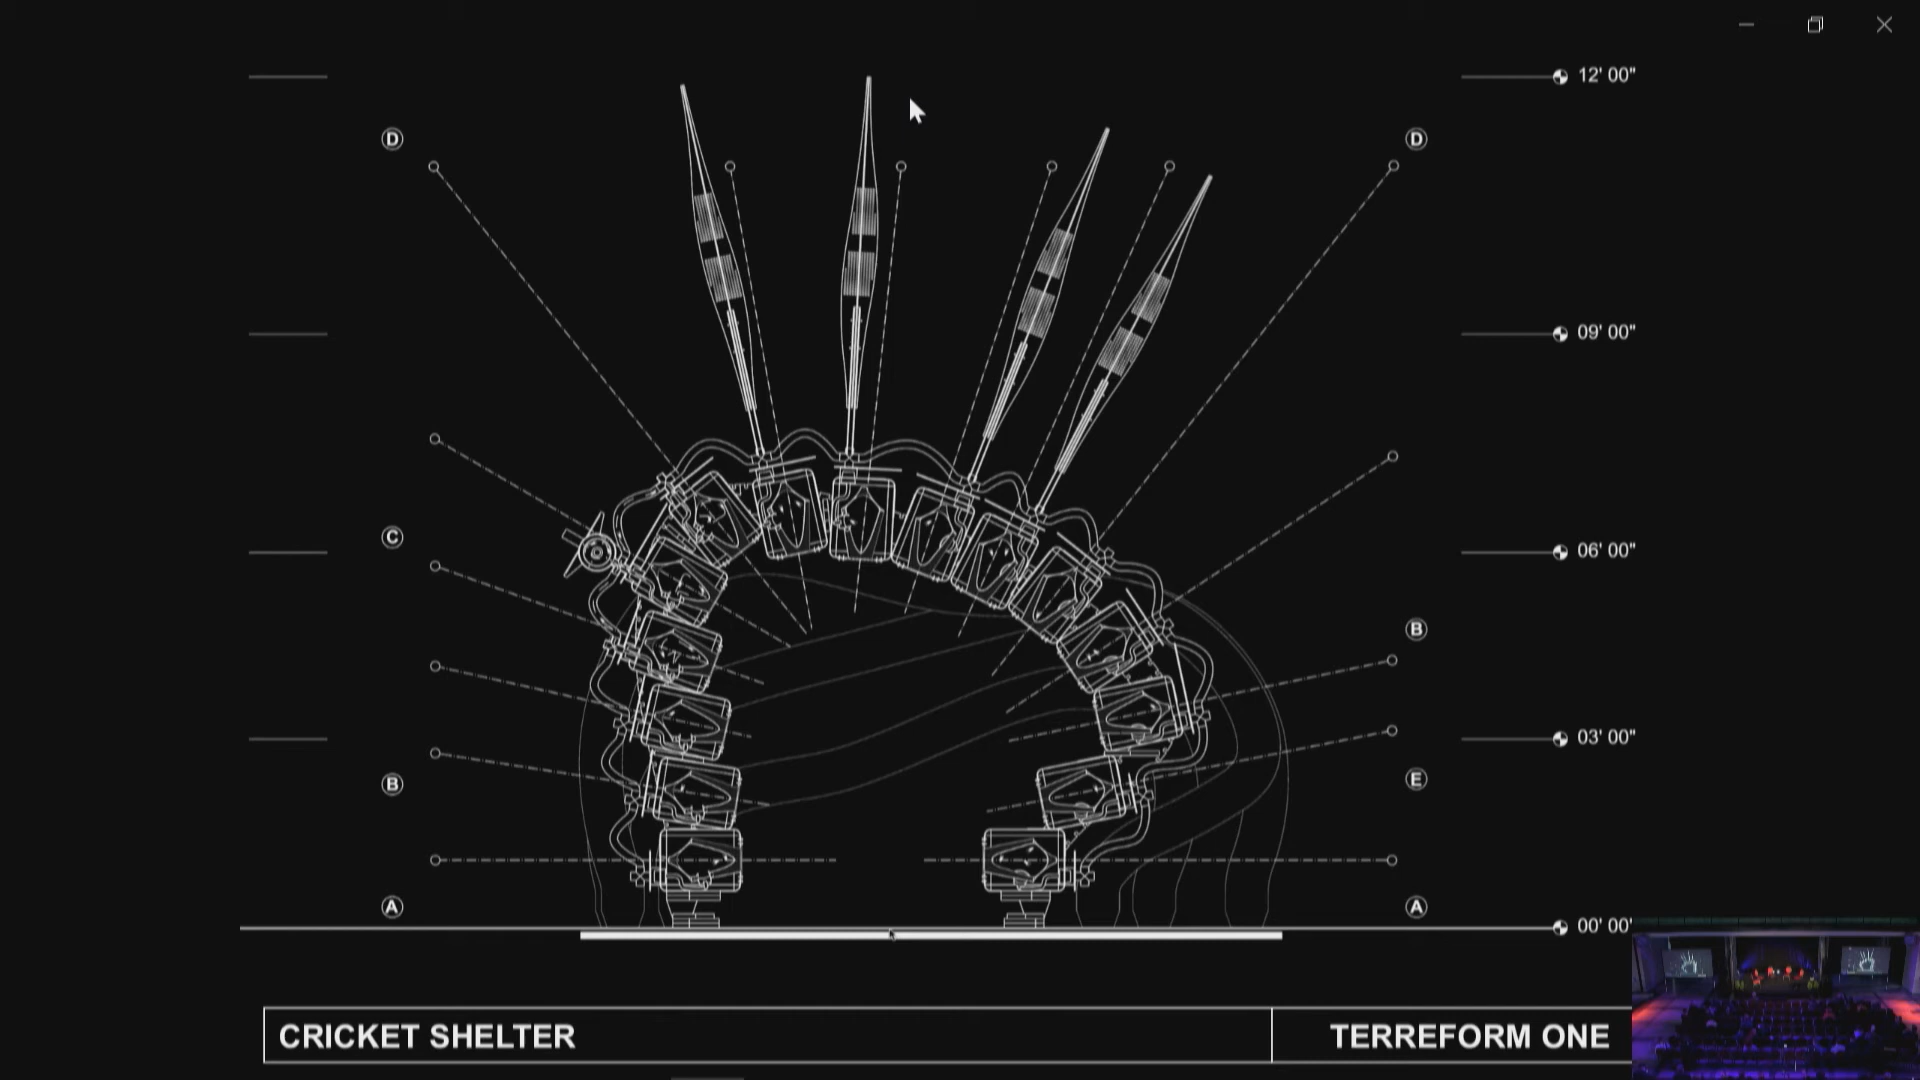 12' 00"
D
D
09' 00"
C
06' 00"
B
03' 00"
B
E
A
A
00' 00"
CRICKET SHELTER
TERREFORM ONE